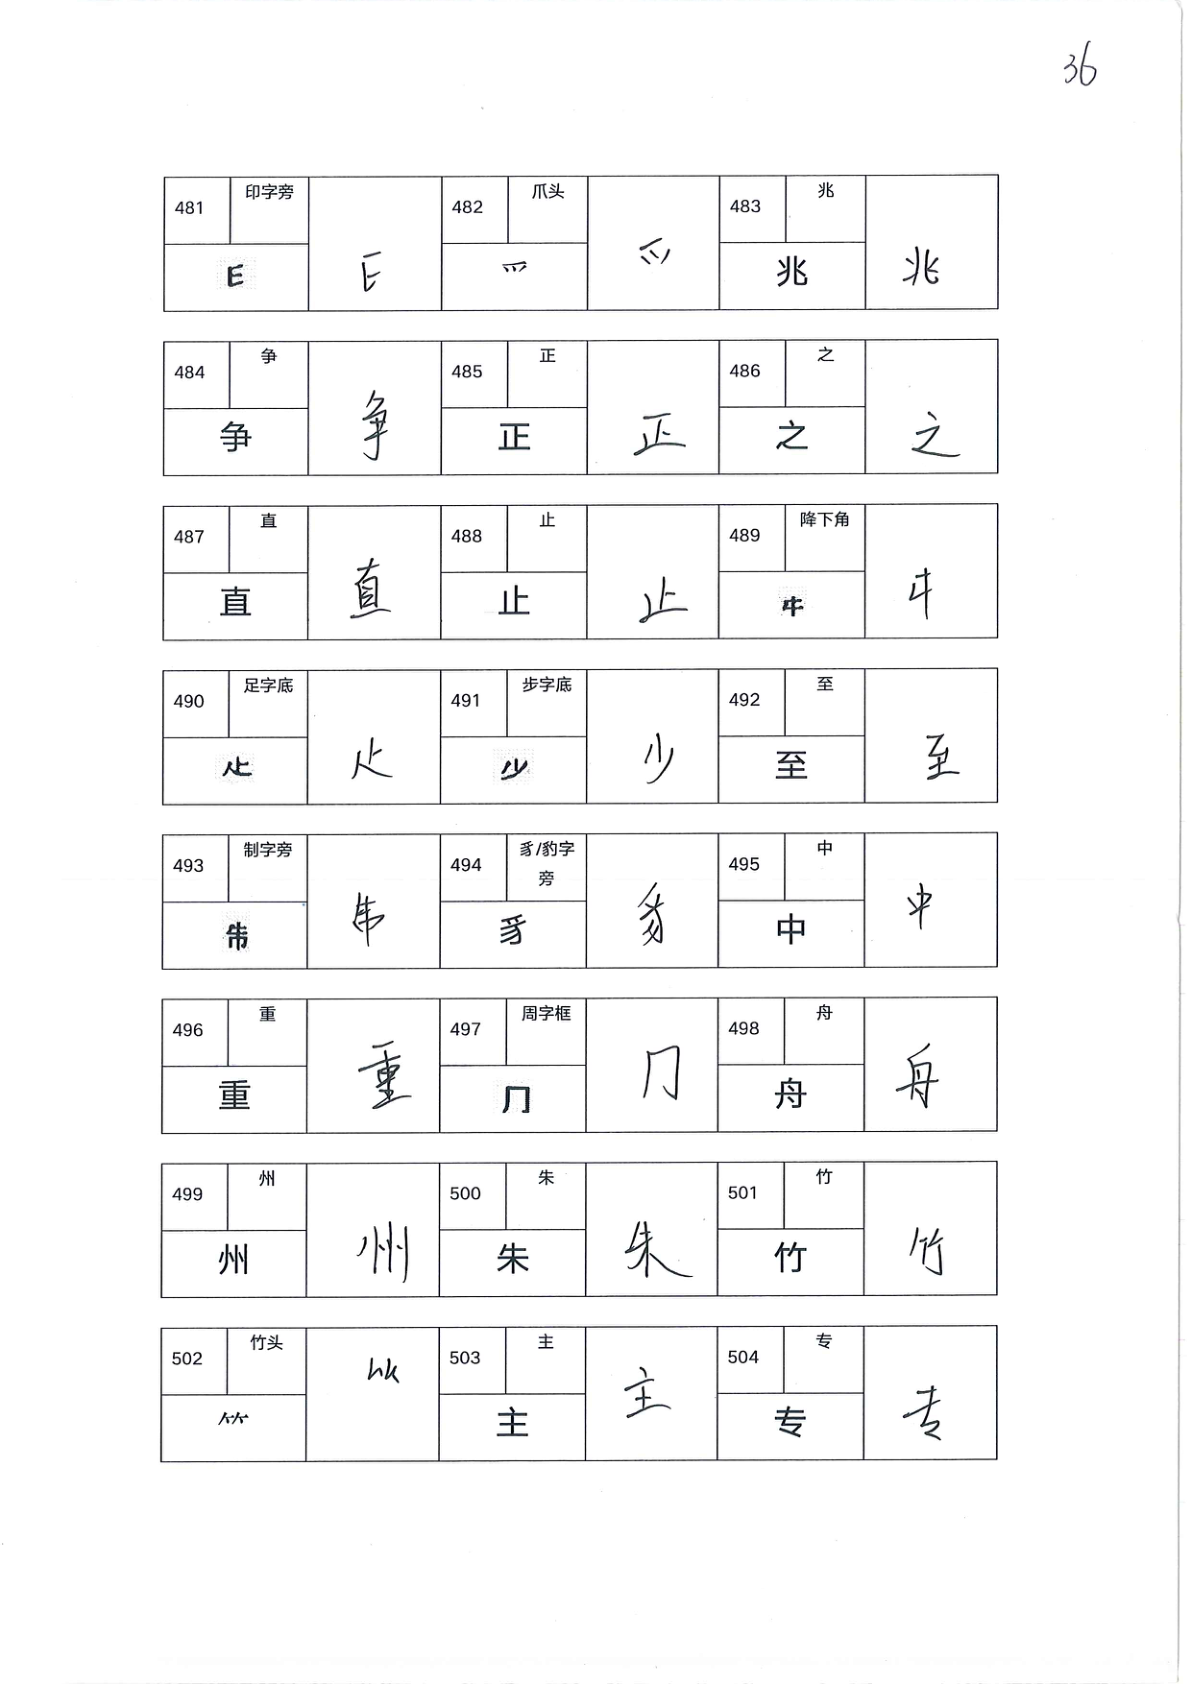 36
481 印字旁 E E 482 爪头 爫 爫 483 兆 兆 兆
484 争 争 争 485 正 正 正 486 之 之 之
487 直 直 直 488 止 止 止 489 降下角 㐄 㐄
490 足字底 龰 龰 491 步字底 少 少 492 至 至 至
493 制字旁 494 豸/豹字旁 豸 豸 495 中 中 中
496 重 重 重 497 周字框 ⺆ ⺆ 498 舟 舟 舟
499 州 州 州 500 朱 朱 朱 501 竹 竹 竹
502 竹头 ⺮ ⺮ 503 主 主 主 504 专 专 专